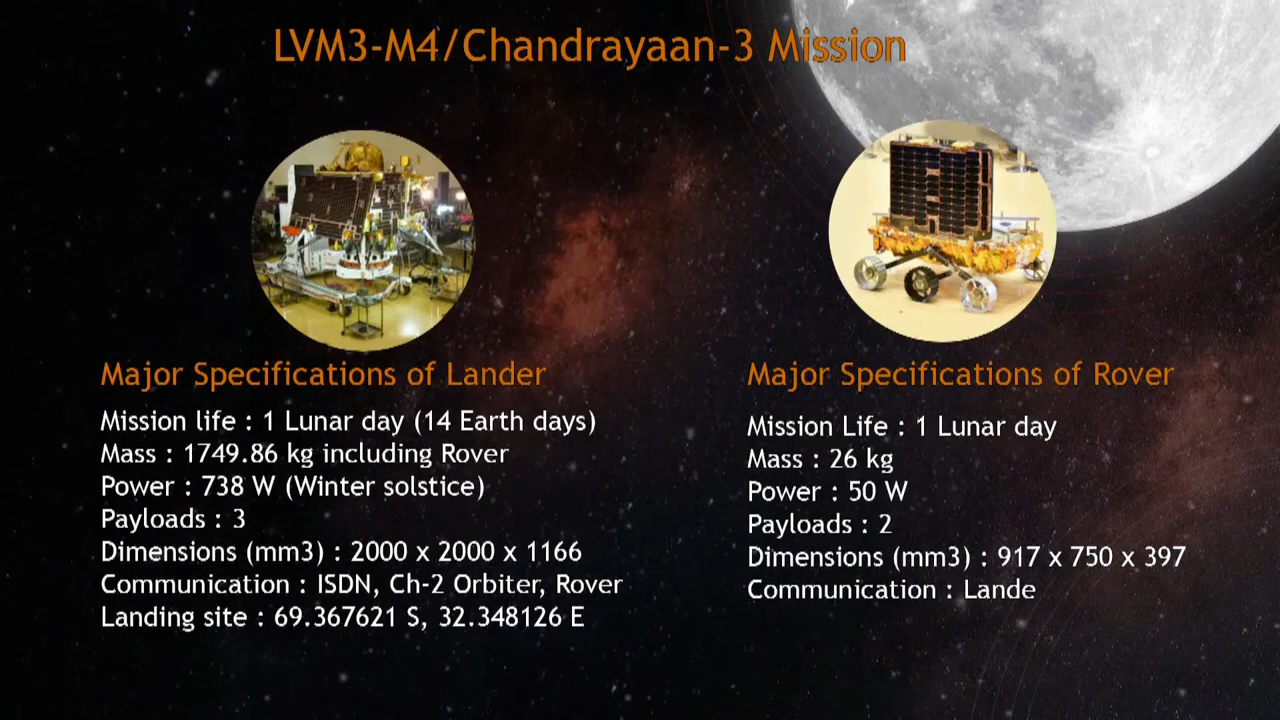 LVM3-M4/Chandrayaan-3 Mission
Major Specifications of Lander
Mission life : 1 Lunar day (14 Earth days)
Mass : 1749.86 kg including Rover
Power : 738 W (Winter solstice)
Payloads : 3
Dimensions (mm3) : 2000 x 2000 x 1166
Communication : ISDN, Ch-2 Orbiter, Rover
Landing site : 69.367621 S, 32.348126 E
Major Specifications of Rover
Mission Life : 1 Lunar day
Mass : 26 kg
Power : 50 W
Payloads : 2
Dimensions (mm3) : 917 x 750 x 397
Communication : Lande